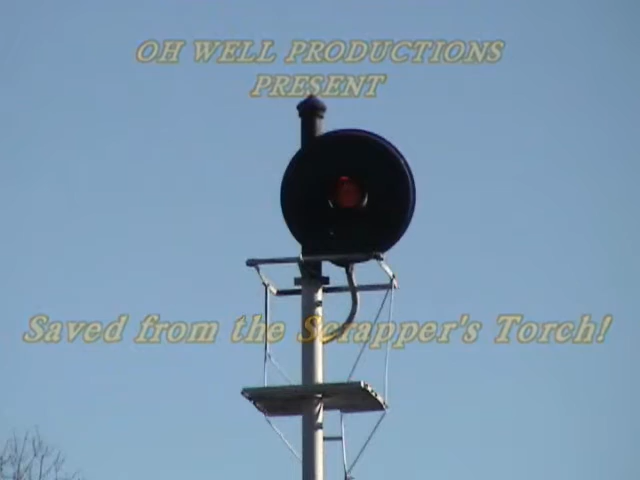 OH WELL PRODUCTIONS
PRESENT
Saved from the Scrapper's Torch!